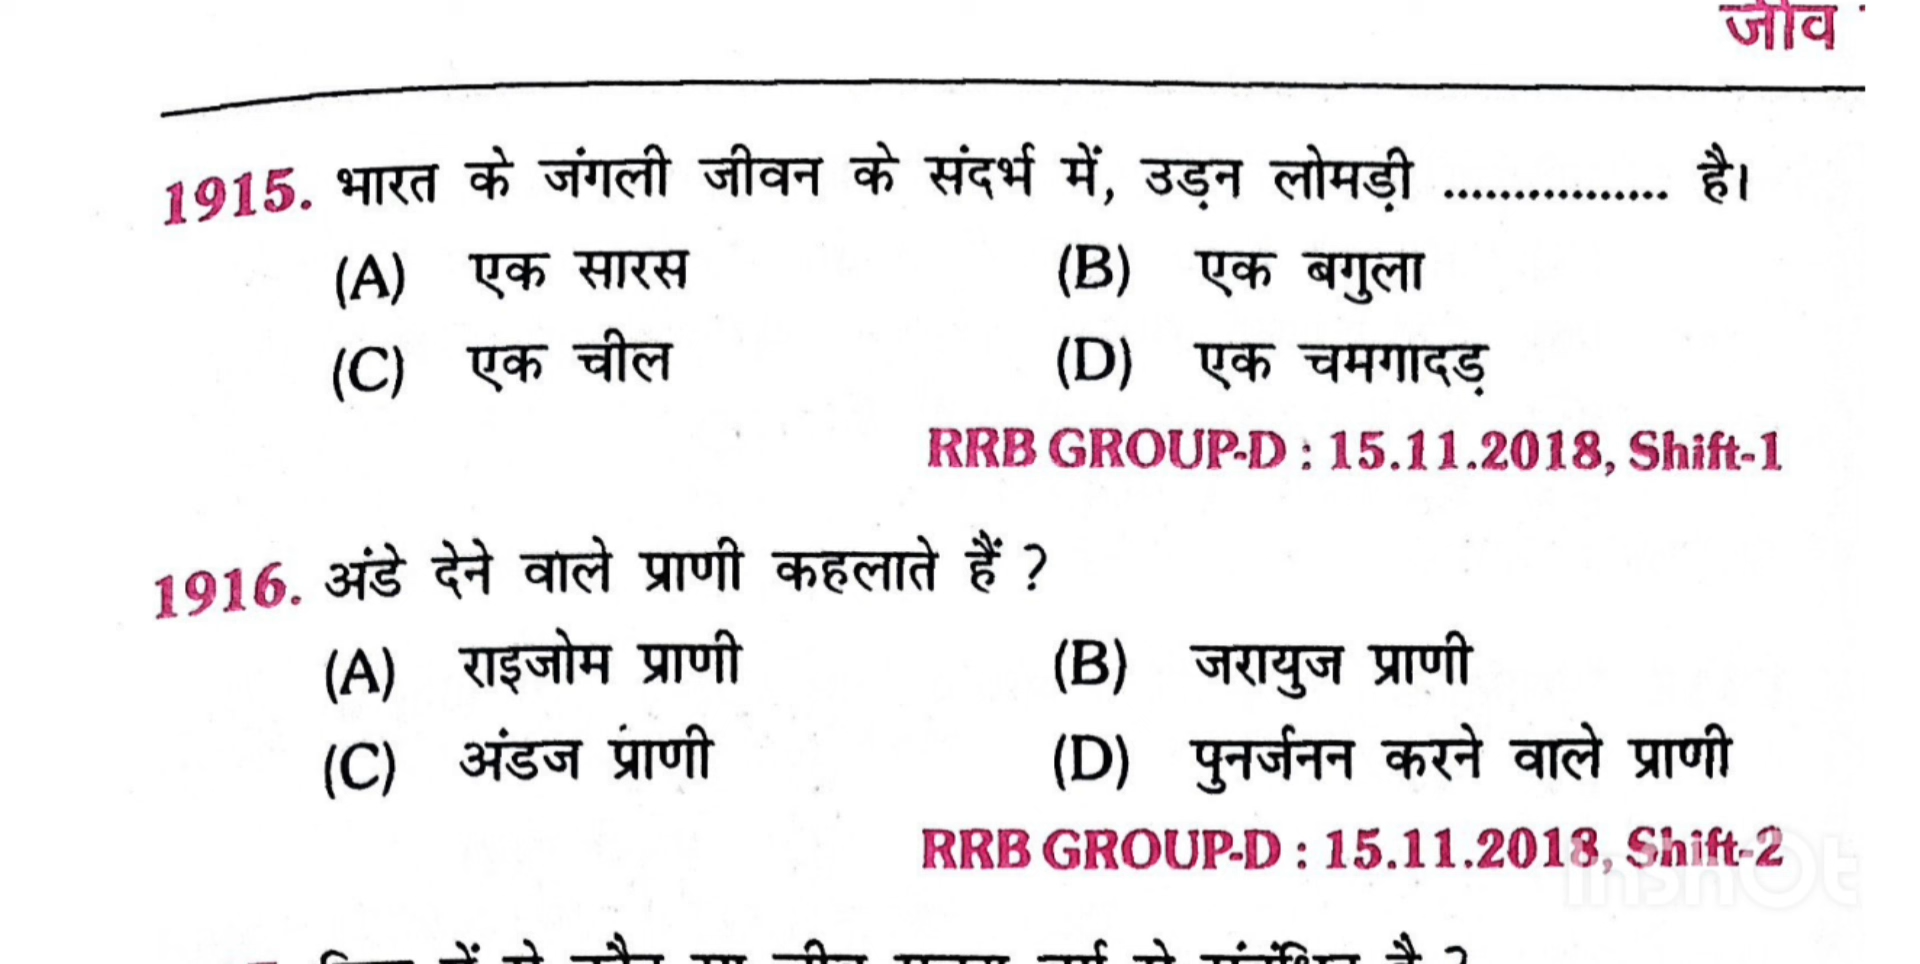 जीव
1915. भारत के जंगली जीवन के संदर्भ में, उड़न लोमड़ी ................ है।
(A) एक सारस (B) एक बगुला
(C) एक चील (D) एक चमगादड़
RRB GROUP-D : 15.11.2018, Shift-1
1916. अंडे देने वाले प्राणी कहलाते हैं ?
(A) राइजोम प्राणी (B) जरायुज प्राणी
(C) अंडज प्राणी (D) पुनर्जनन करने वाले प्राणी
RRB GROUP-D : 15.11.2018, Shift-2
InShOt